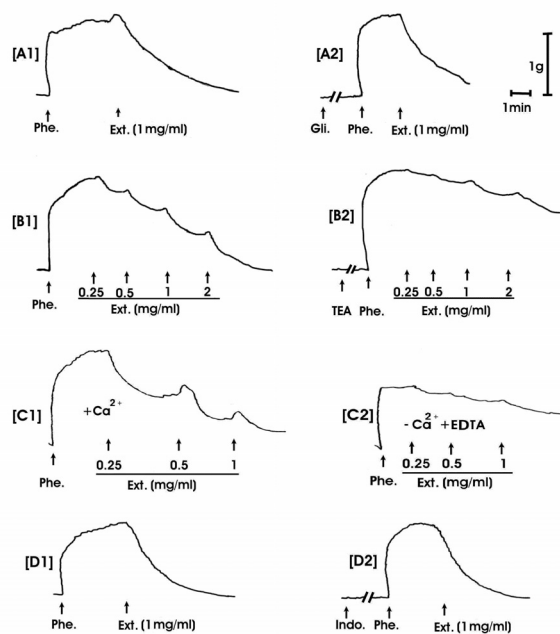 [A1]
Phe. Ext. (1 mg/ml)
[A2]
Gli. Phe. Ext. (1 mg/ml)
1g
1min
[B1]
Phe. 0.25 0.5 1 2
Ext. (mg/ml)
[B2]
TEA Phe. 0.25 0.5 1 2
Ext. (mg/ml)
[C1]
+Ca2+
Phe. 0.25 0.5 1
Ext. (mg/ml)
[C2]
- Ca2+ +EDTA
Phe. 0.25 0.5 1
Ext. (mg/ml)
[D1]
Phe. Ext. (1 mg/ml)
[D2]
Indo. Phe. Ext. (1 mg/ml)